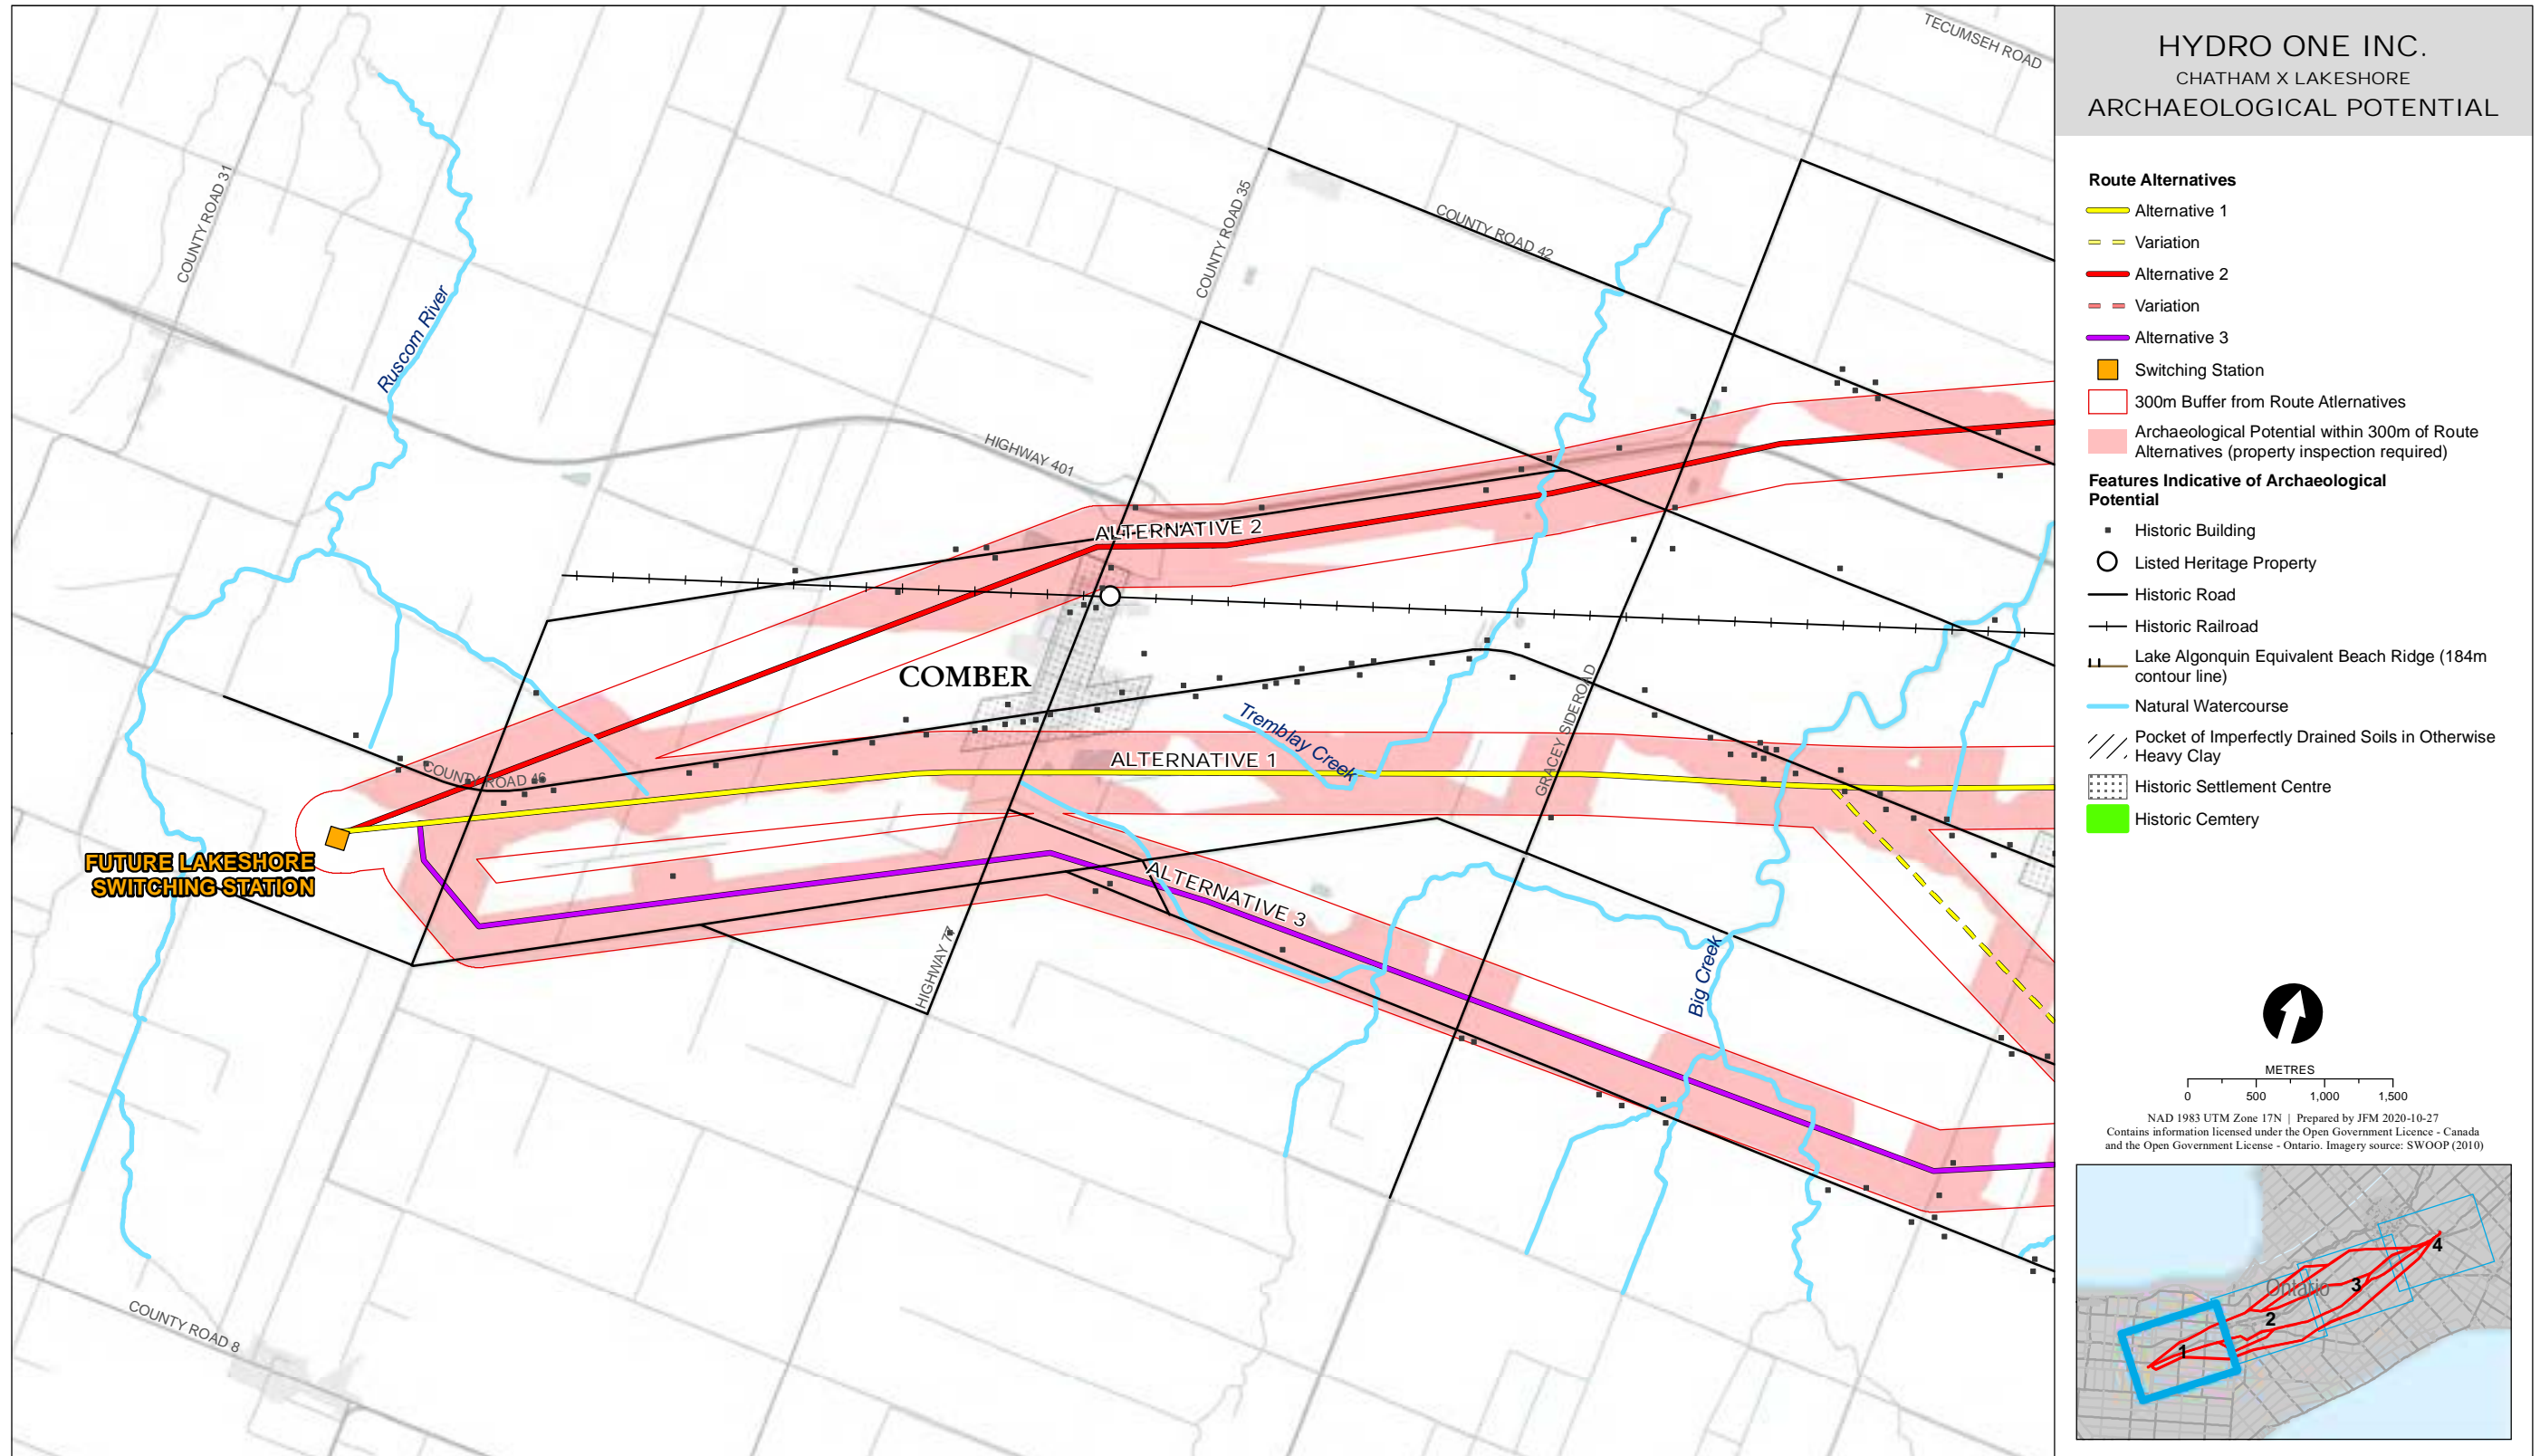 TECUMSEH ROAD
COUNTY ROAD 31
COUNTY ROAD 35
COUNTY ROAD 42
Ruscom River
HIGHWAY 401
ALTERNATIVE 2
COMBER
Tremblay Creek
GRACEY SIDEROAD
ALTERNATIVE 1
COUNTY ROAD 46
FUTURE LAKESHORE
SWITCHING STATION
ALTERNATIVE 3
HIGHWAY 77
Big Creek
COUNTY ROAD 8
HYDRO ONE INC.
CHATHAM X LAKESHORE
ARCHAEOLOGICAL POTENTIAL
Route Alternatives
Alternative 1
Variation
Alternative 2
Variation
Alternative 3
Switching Station
300m Buffer from Route Atlernatives
Archaeological Potential within 300m of Route
Alternatives (property inspection required)
Features Indicative of Archaeological
Potential
Historic Building
Listed Heritage Property
Historic Road
Historic Railroad
Lake Algonquin Equivalent Beach Ridge (184m
contour line)
Natural Watercourse
Pocket of Imperfectly Drained Soils in Otherwise
Heavy Clay
Historic Settlement Centre
Historic Cemtery
METRES
0 500 1,000 1,500
NAD 1983 UTM Zone 17N | Prepared by JFM 2020-10-27
Contains information licensed under the Open Government Licence - Canada
and the Open Government License - Ontario. Imagery source: SWOOP (2010)
4
Ontario
3
2
1